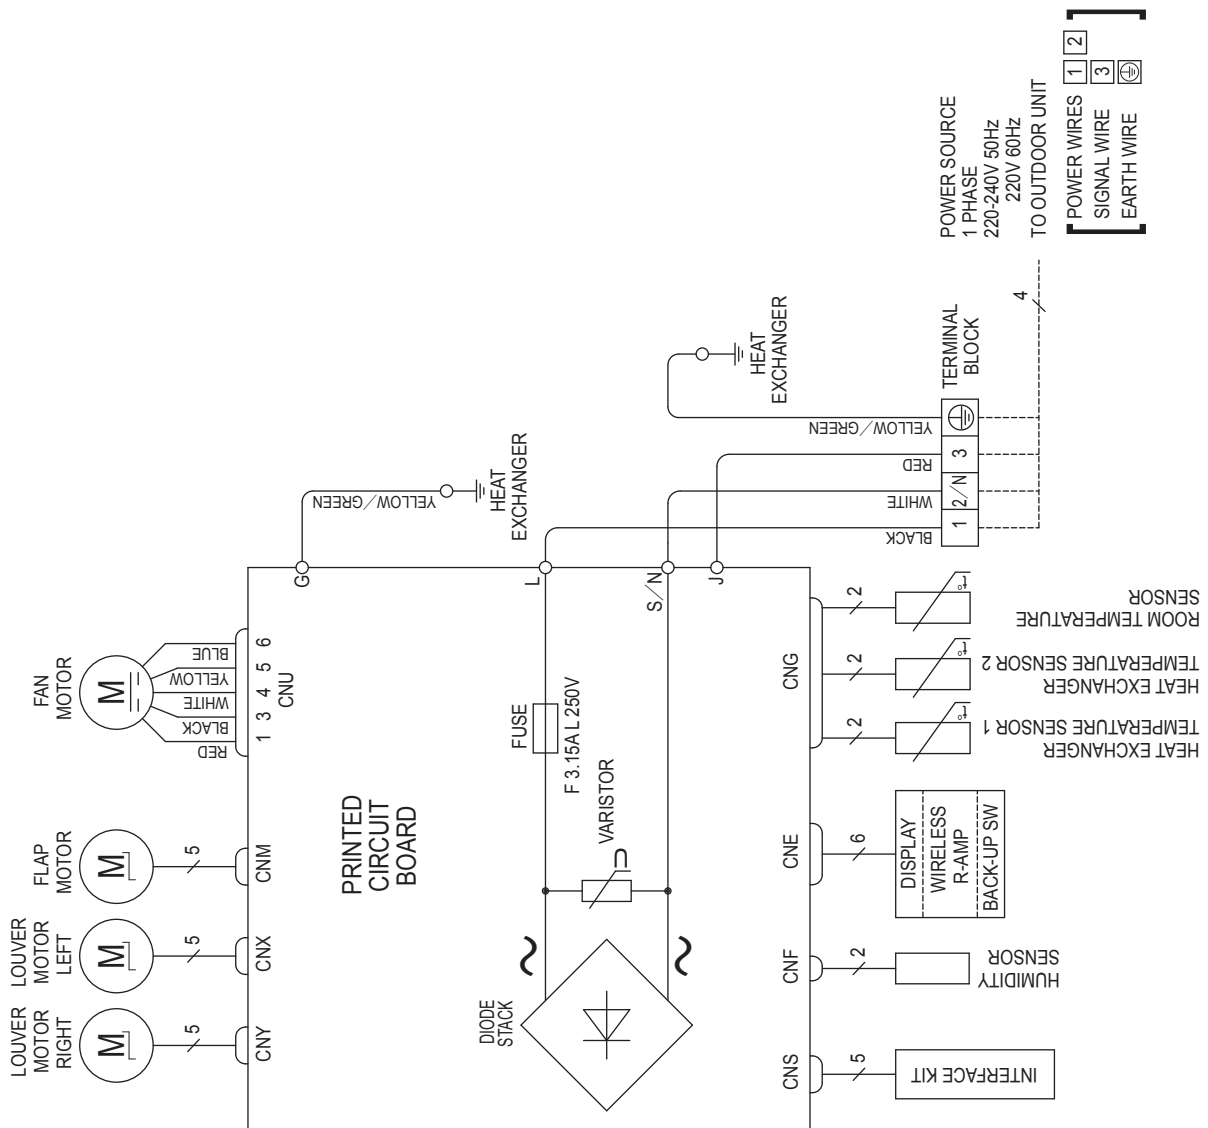 LOUVER
MOTOR
RIGHT
LOUVER
MOTOR
LEFT
FLAP
MOTOR
FAN
MOTOR
M
M
M
M
5
5
5
RED
BLACK
WHITE
YELLOW
BLUE
CNY
CNX
CNM
1 3 4 5 6
CNU
G
YELLOW/GREEN
HEAT
EXCHANGER
PRINTED
CIRCUIT
BOARD
DIODE
STACK
~
~
VARISTOR
FUSE
F 3.15A L 250V
L
S/N
J
HEAT
EXCHANGER
BLACK
WHITE
RED
YELLOW/GREEN
1
2/N
3
TERMINAL
BLOCK
4
POWER SOURCE
1 PHASE
220-240V 50Hz
220V 60Hz
TO OUTDOOR UNIT
POWER WIRES 1 2
SIGNAL WIRE 3
EARTH WIRE
CNS
CNF
CNE
CNG
5
2
6
2
2
2
INTERFACE KIT
HUMIDITY
SENSOR
DISPLAY
WIRELESS
R-AMP
BACK-UP SW
t°
t°
t°
HEAT EXCHANGER
TEMPERATURE SENSOR 1
HEAT EXCHANGER
TEMPERATURE SENSOR 2
ROOM TEMPERATURE
SENSOR